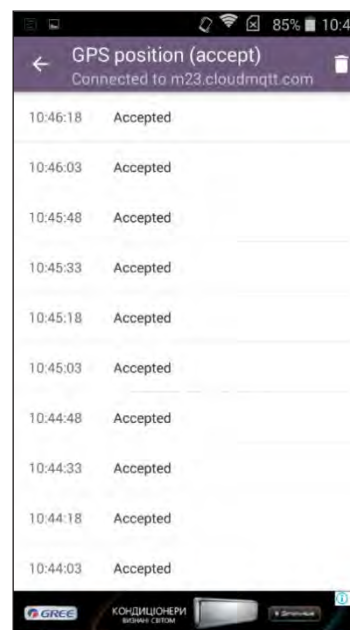 85% 10:4
GPS position (accept)
Connected to m23.cloudmqtt.com
10:46:18 Accepted
10:46:03 Accepted
10:45:48 Accepted
10:45:33 Accepted
10:45:18 Accepted
10:45:03 Accepted
10:44:48 Accepted
10:44:33 Accepted
10:44:18 Accepted
10:44:03 Accepted
GREE КОНДИЦІОНЕРИ
ВИЗНАНІ СВІТОМ